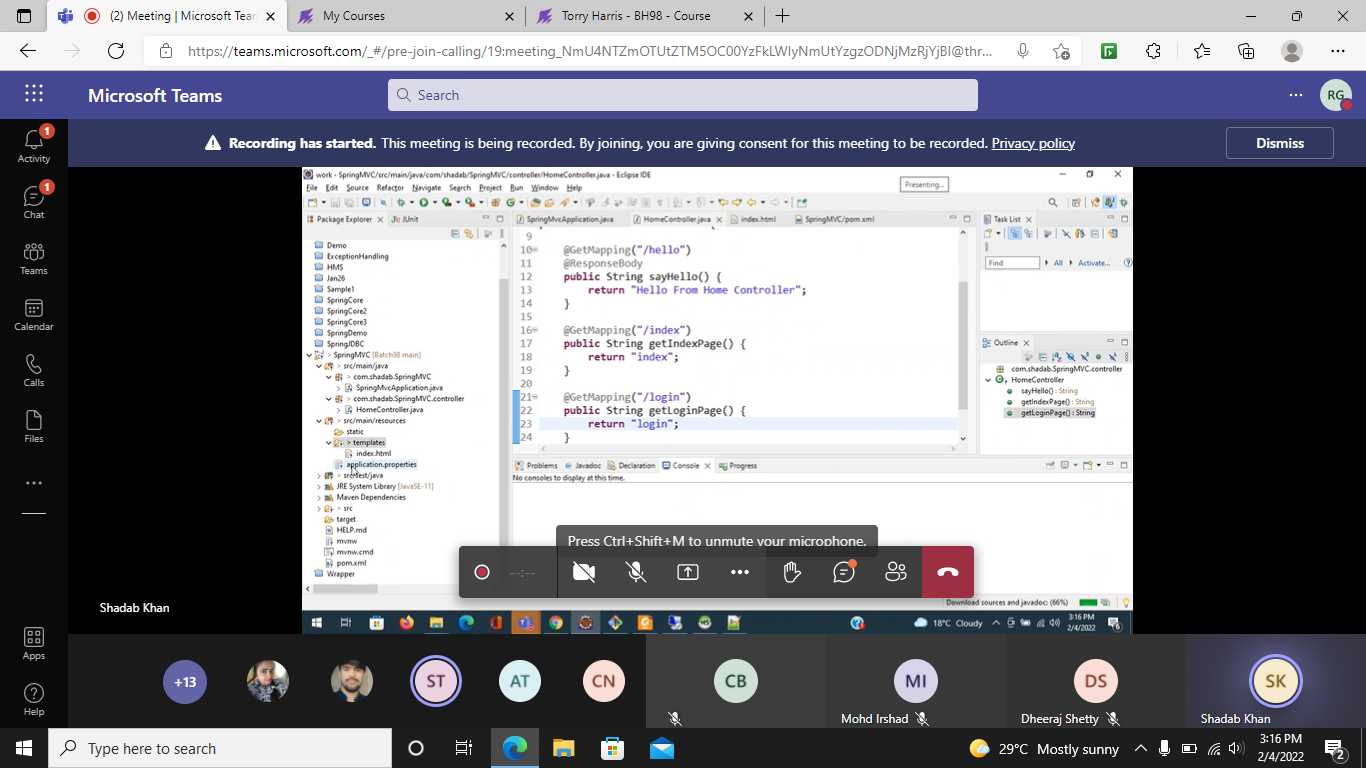 (2) Meeting | Microsoft Tear
My Courses
Torry Harris - BH98 - Course
https://teams.microsoft.com/_#/pre-join-calling/19:meeting_NmU4NTZmOTUtZTM5OC00YzFkLWIyNmUtYzgzODNjMzRjYjBl@thr...
Microsoft Teams
Search
RG
Recording has started. This meeting is being recorded. By joining, you are giving consent for this meeting to be recorded. Privacy policy
Dismiss
1
Activity
1
Chat
Teams
Calendar
Calls
Files
Apps
Help
work - SpringMVC/src/main/java/com/shadab/SpringMVC/controller/HomeController.java - Eclipse IDE
File Edit Source Refactor Navigate Search Project Run Window Help
Presenting...
Package Explorer
JUnit
Demo
ExceptionHandling
HMS
Jan26
Sample1
SpringCore
SpringCore2
SpringCore3
SpringDemo
SpringJDBC
> SpringMVC [Batch98 main]
> src/main/java
> com.shadab.SpringMVC
> SpringMvcApplication.java
> com.shadab.SpringMVC.controller
> HomeController.java
> src/main/resources
static
> templates
index.html
application.properties
> src/test/java
JRE System Library [JavaSE-11]
Maven Dependencies
> src
target
HELP.md
mvnw
mvnw.cmd
pom.xml
Wrapper
SpringMvcApplication.java
HomeController.java
index.html
SpringMVC/pom.xml
9
10 @GetMapping("/hello")
11 @ResponseBody
12 public String sayHello() {
13 return "Hello From Home Controller";
14 }
15
16 @GetMapping("/index")
17 public String getIndexPage() {
18 return "index";
19 }
20
21 @GetMapping("/login")
22 public String getLoginPage() {
23 return "login";
24 }
Problems Javadoc Declaration Console Progress
No consoles to display at this time.
Task List
Find All Activate...
Outline
com.shadab.SpringMVC.controller
HomeController
sayHello() : String
getIndexPage() : String
getLoginPage() : String
Press Ctrl+Shift+M to unmute your microphone.
--:--
Download sources and javadoc: (66%)
Shadab Khan
18°C Cloudy
3:16 PM
2/4/2022
+13
ST
AT
CN
CB
MI
Mohd Irshad
DS
Dheeraj Shetty
SK
Shadab Khan
Type here to search
29°C Mostly sunny
3:16 PM
2/4/2022
2